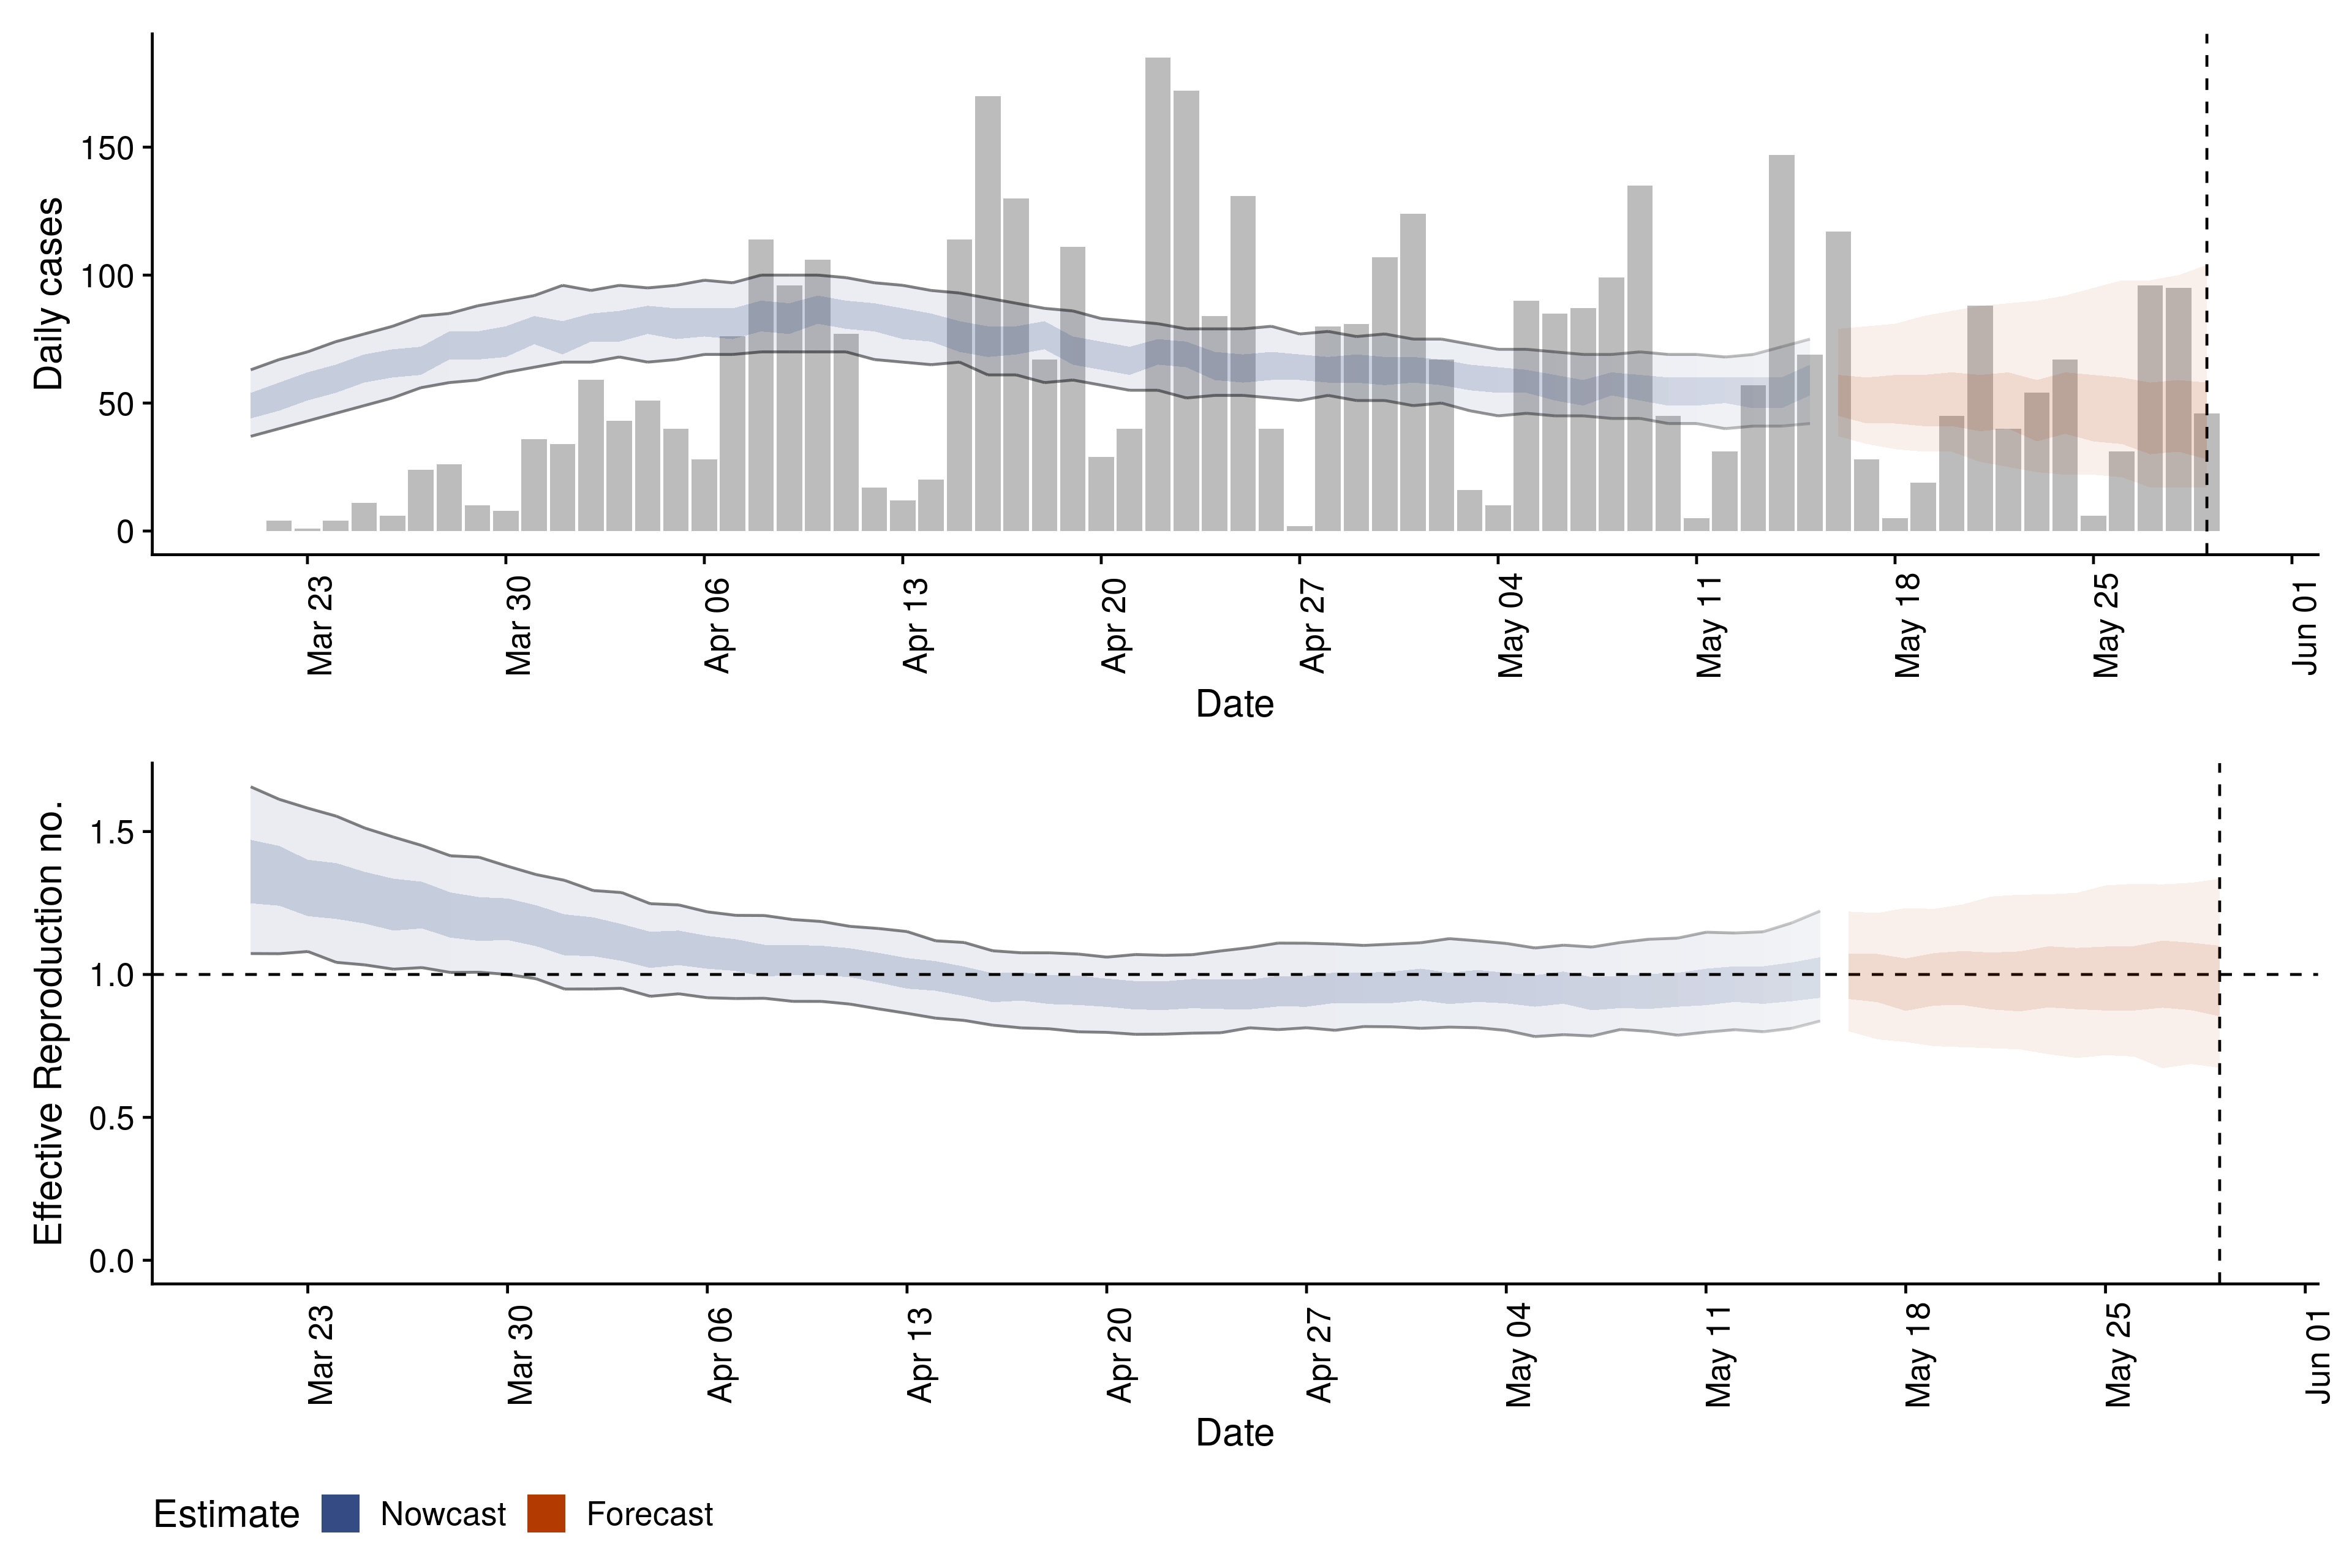 Daily cases
150
100
50
0
Mar 23
Mar 30
Apr 06
Apr 13
Apr 20
Apr 27
May 04
May 11
May 18
May 25
Jun 01
Date
Effective Reproduction no.
1.5
1.0
0.5
0.0
Mar 23
Mar 30
Apr 06
Apr 13
Apr 20
Apr 27
May 04
May 11
May 18
May 25
Jun 01
Date
Estimate Nowcast Forecast